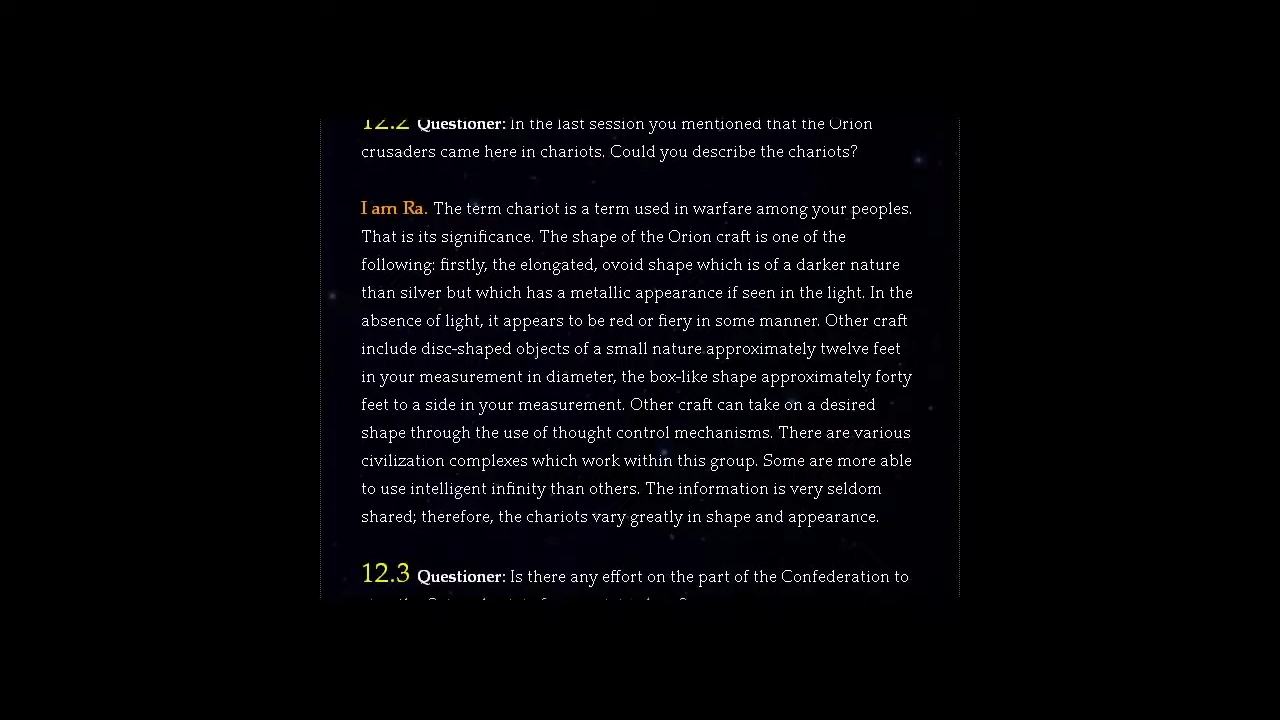 12.2 Questioner: In the last session you mentioned that the Orion
crusaders came here in chariots. Could you describe the chariots?
I am Ra. The term chariot is a term used in warfare among your peoples.
That is its significance. The shape of the Orion craft is one of the
following: firstly, the elongated, ovoid shape which is of a darker nature
than silver but which has a metallic appearance if seen in the light. In the
absence of light, it appears to be red or fiery in some manner. Other craft
include disc-shaped objects of a small nature approximately twelve feet
in your measurement in diameter, the box-like shape approximately forty
feet to a side in your measurement. Other craft can take on a desired
shape through the use of thought control mechanisms. There are various
civilization complexes which work within this group. Some are more able
to use intelligent infinity than others. The information is very seldom
shared; therefore, the chariots vary greatly in shape and appearance.
12.3 Questioner: Is there any effort on the part of the Confederation to